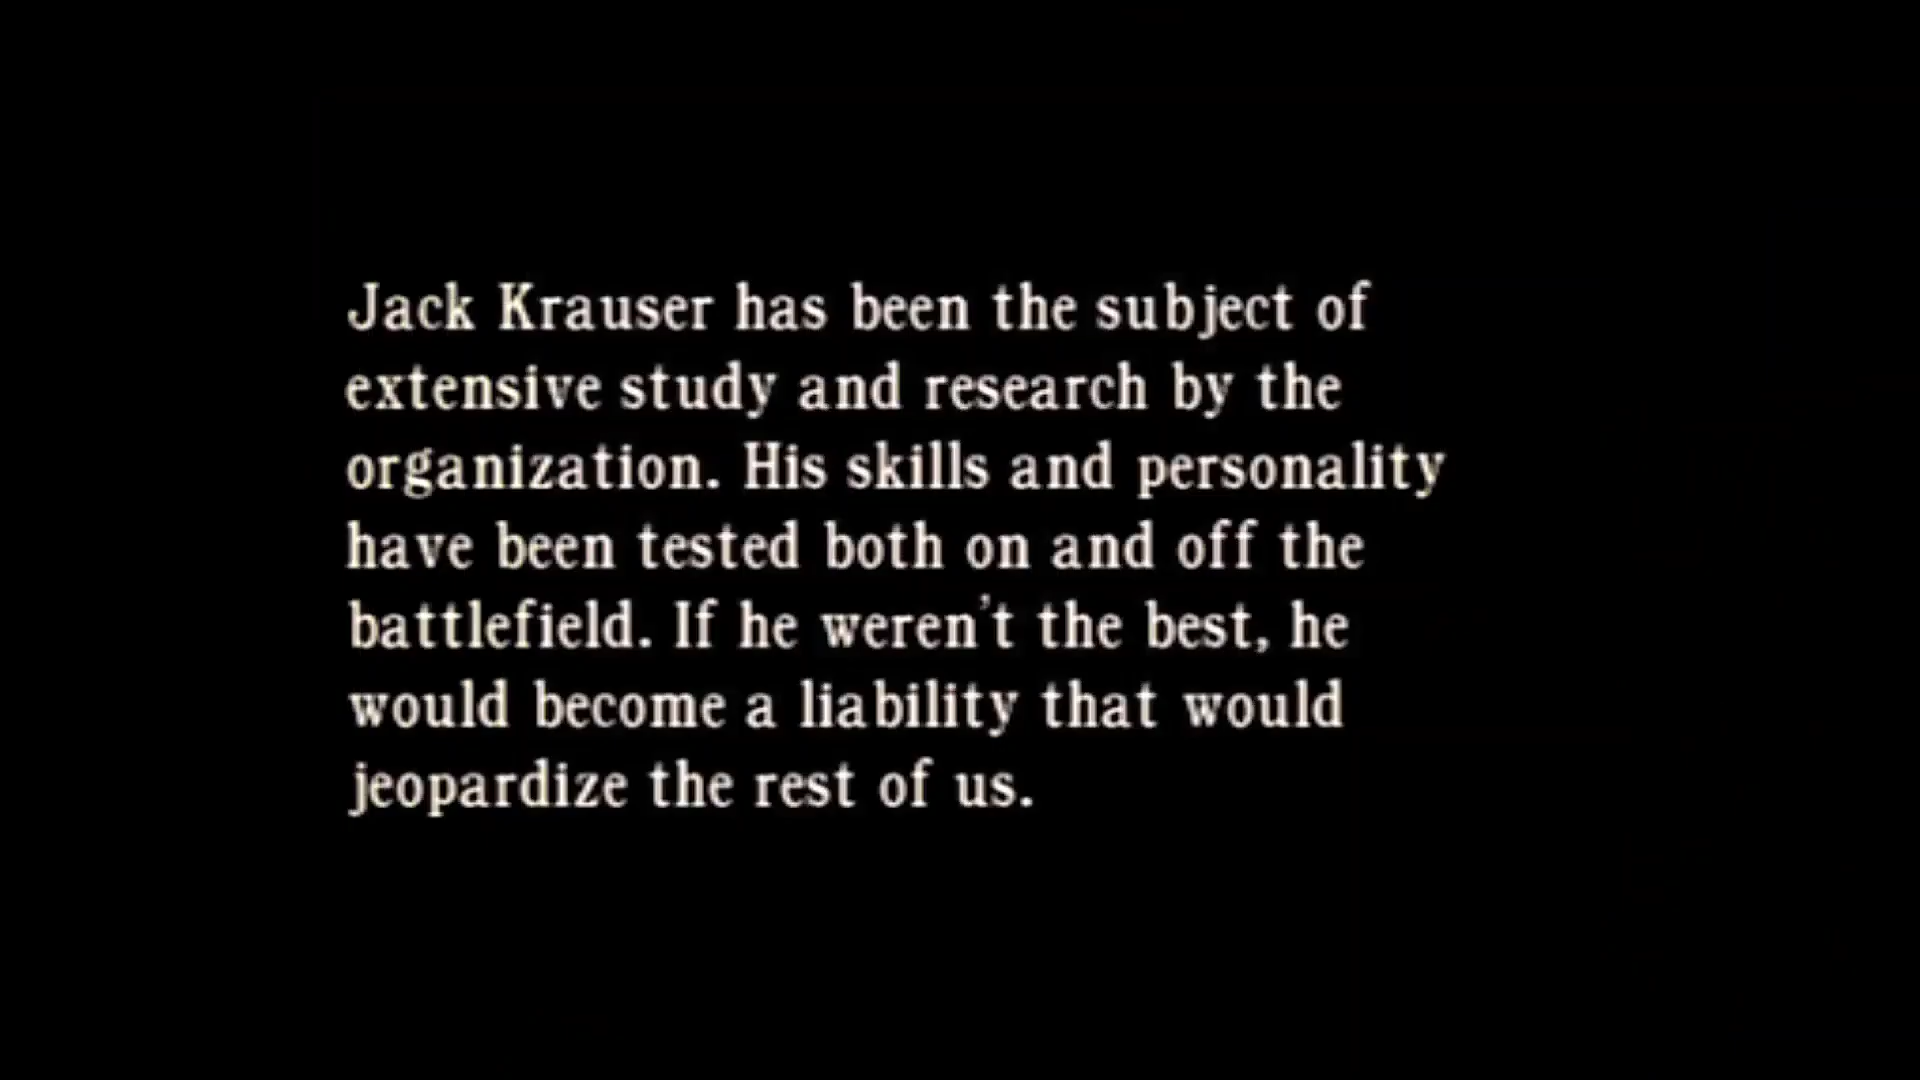 Jack Krauser has been the subject of
extensive study and research by the
organization. His skills and personality
have been tested both on and off the
battlefield. If he weren't the best, he
would become a liability that would
jeopardize the rest of us.